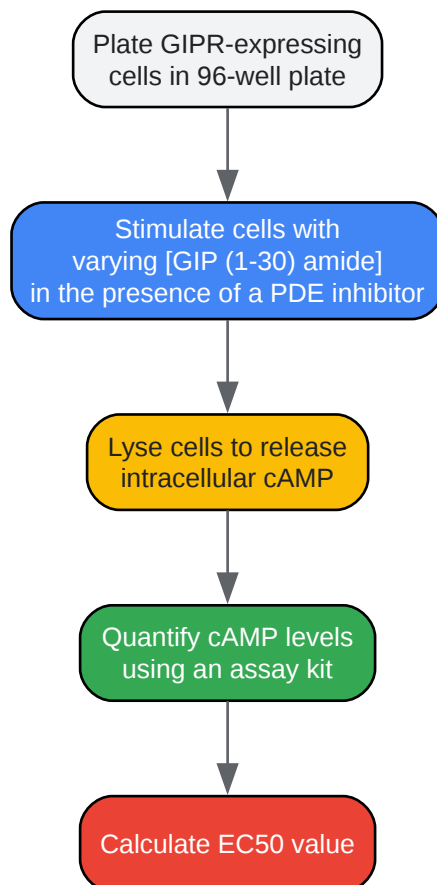 Plate GIPR-expressing
cells in 96-well plate
Stimulate cells with
varying [GIP (1-30) amide]
in the presence of a PDE inhibitor
Lyse cells to release
intracellular cAMP
Quantify cAMP levels
using an assay kit
Calculate EC50 value